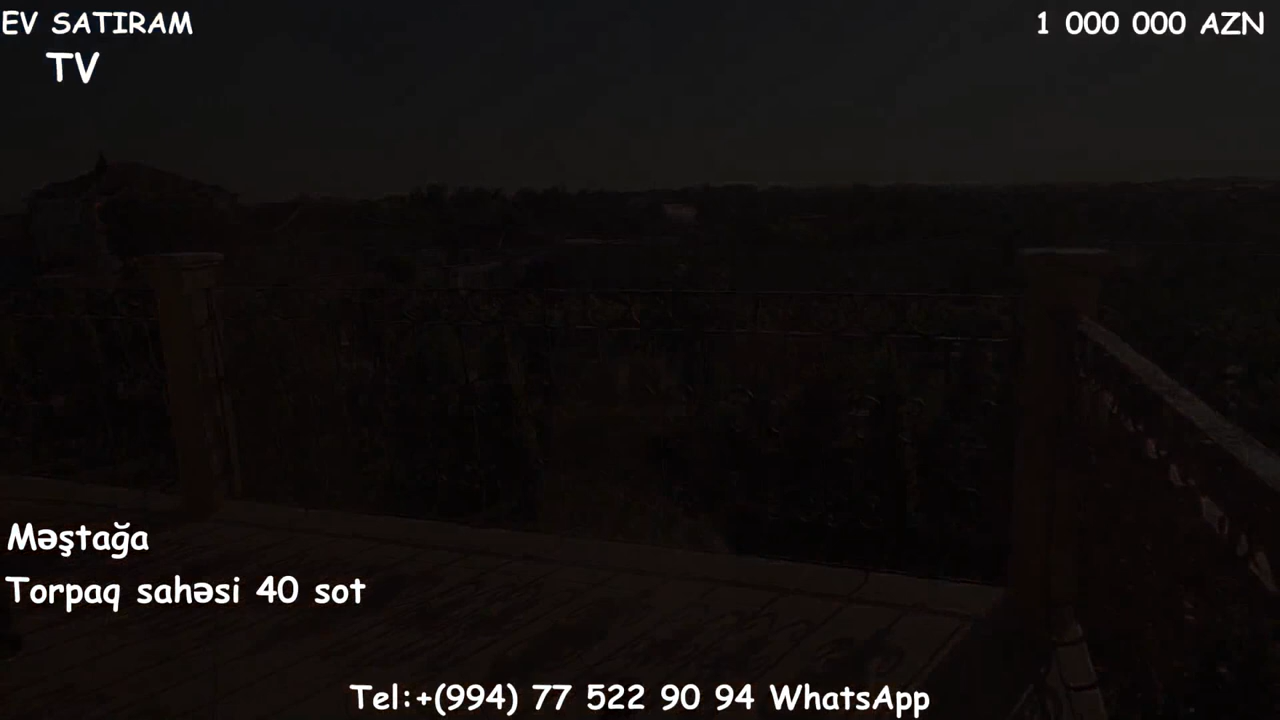 EV SATIRAM
TV
1 000 000 AZN
Məştağa
Torpaq sahəsi 40 sot
Tel:+(994) 77 522 90 94 WhatsApp